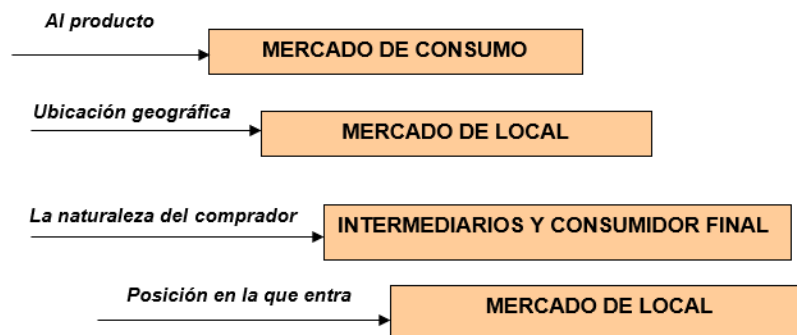 Al producto
MERCADO DE CONSUMO
Ubicación geográfica
MERCADO DE LOCAL
La naturaleza del comprador
INTERMEDIARIOS Y CONSUMIDOR FINAL
Posición en la que entra
MERCADO DE LOCAL